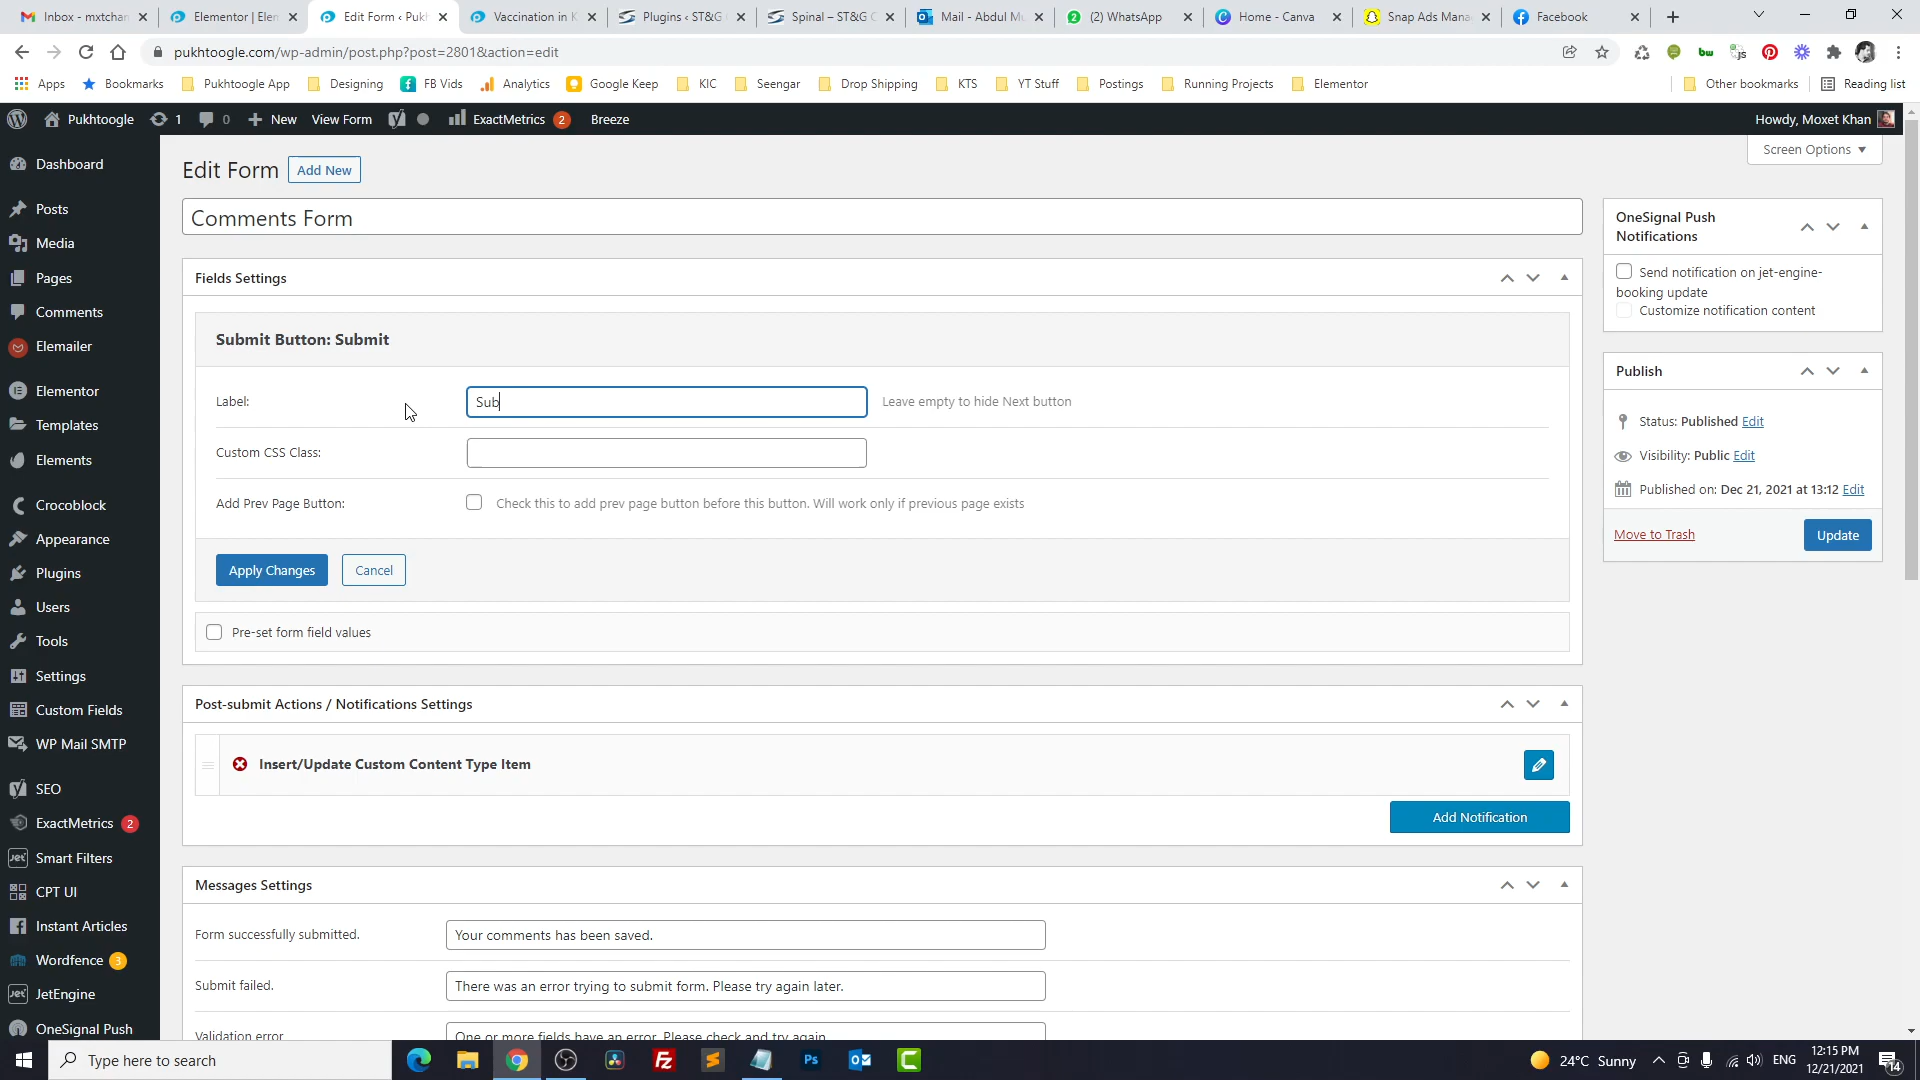 Inbox - mxtchan
Elementor | Elen
Edit Form ‹ Puk
Vaccination in K
Plugins ‹ ST&G
Spinal – ST&G C
Mail - Abdul Mu
(2) WhatsApp
Home - Canva
Snap Ads Mana
Facebook
pukhtoogle.com/wp-admin/post.php?post=2801&action=edit
Apps
Bookmarks
Pukhtoogle App
Designing
FB Vids
Analytics
Google Keep
KIC
Seengar
Drop Shipping
KTS
YT Stuff
Postings
Running Projects
Elementor
Other bookmarks
Reading list
Pukhtoogle
1
0
New
View Form
ExactMetrics 2
Breeze
Howdy, Moxet Khan
Dashboard
Posts
Media
Pages
Comments
Elemailer
Elementor
Templates
Elements
Crocoblock
Appearance
Plugins
Users
Tools
Settings
Custom Fields
WP Mail SMTP
SEO
ExactMetrics 2
Smart Filters
CPT UI
Instant Articles
Wordfence 3
JetEngine
OneSignal Push
Screen Options
Edit Form
Add New
Comments Form
Fields Settings
Submit Button: Submit
Label:
Sub
Leave empty to hide Next button
Custom CSS Class:
Add Prev Page Button:
Check this to add prev page button before this button. Will work only if previous page exists
Apply Changes
Cancel
Pre-set form field values
Post-submit Actions / Notifications Settings
Insert/Update Custom Content Type Item
Add Notification
Messages Settings
Form successfully submitted.
Your comments has been saved.
Submit failed.
There was an error trying to submit form. Please try again later.
Validation error
One or more fields have an error. Please check and try again.
OneSignal Push
Notifications
Send notification on jet-engine-
booking update
Customize notification content
Publish
Status: Published Edit
Visibility: Public Edit
Published on: Dec 21, 2021 at 13:12 Edit
Move to Trash
Update
Type here to search
24°C Sunny
ENG
12:15 PM
12/21/2021
14